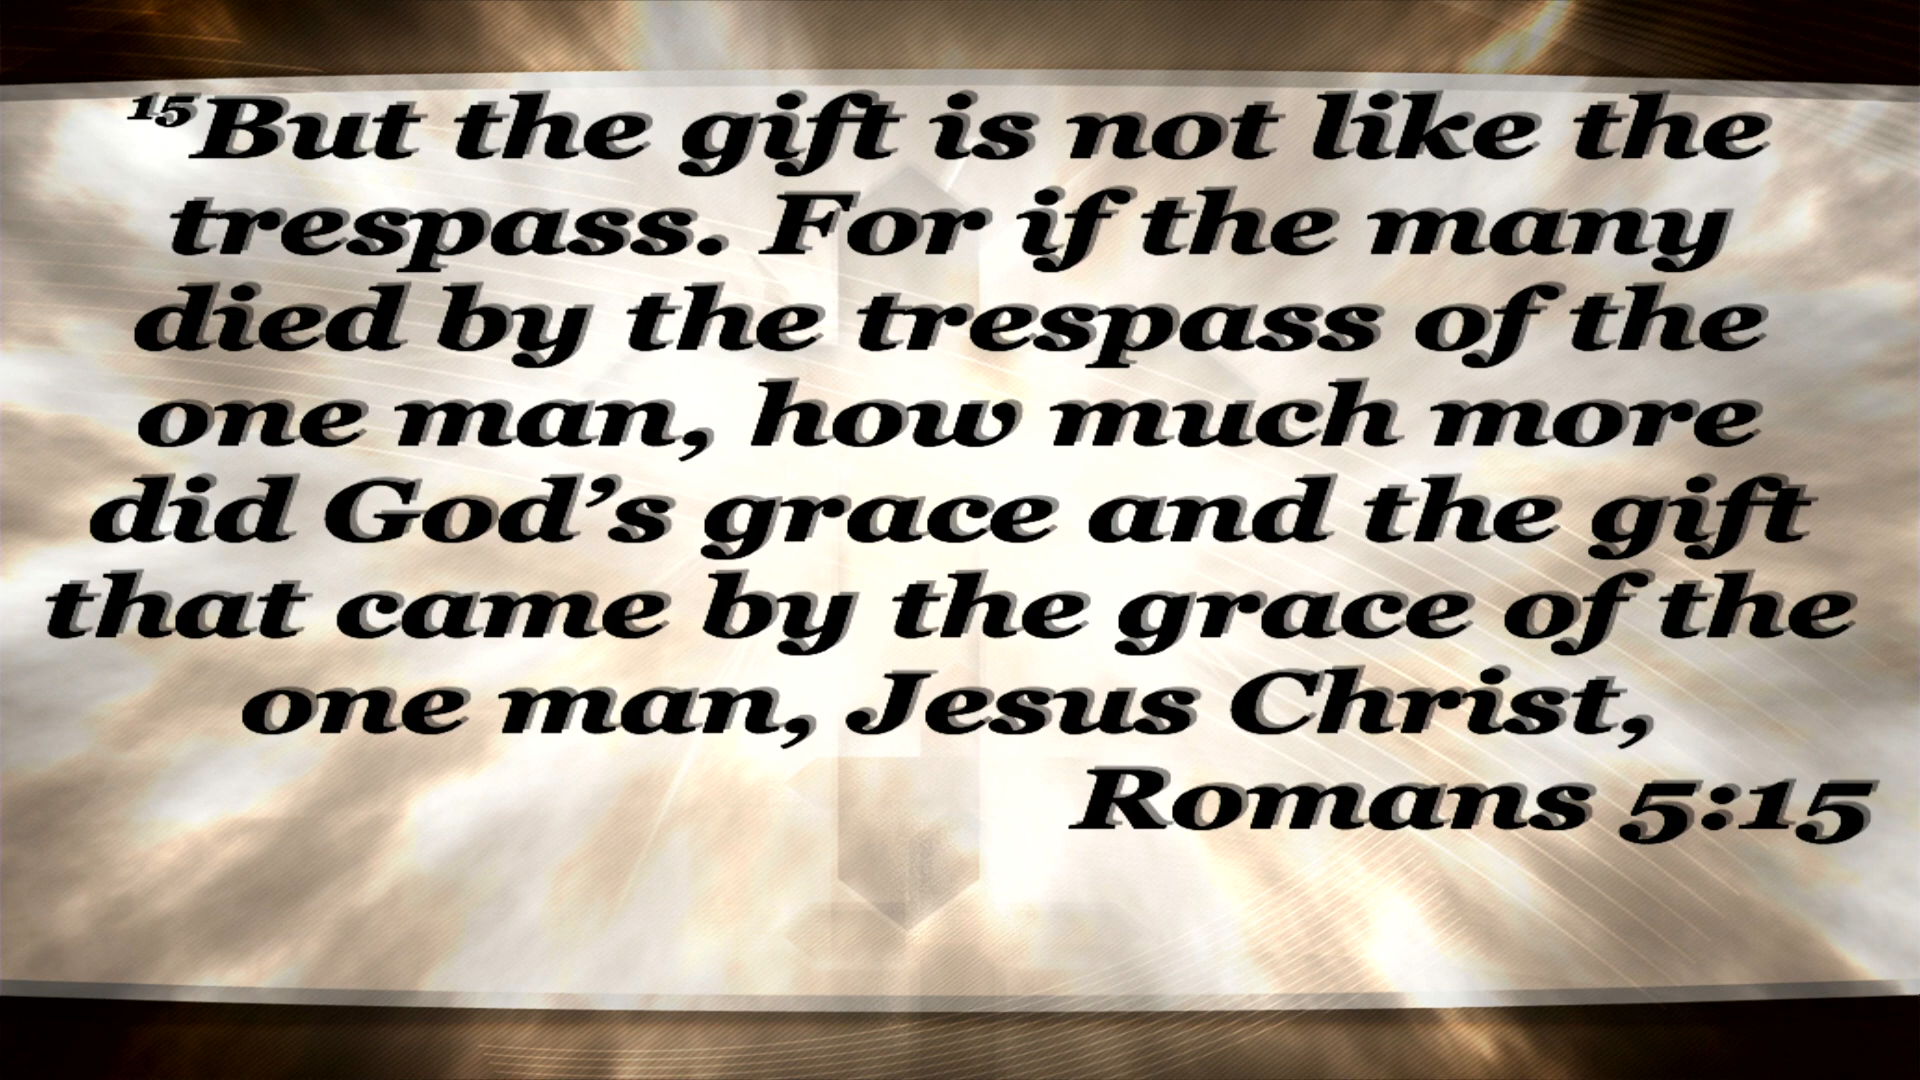 ¹⁵But the gift is not like the
trespass. For if the many
died by the trespass of the
one man, how much more
did God’s grace and the gift
that came by the grace of the
one man, Jesus Christ,
Romans 5:15